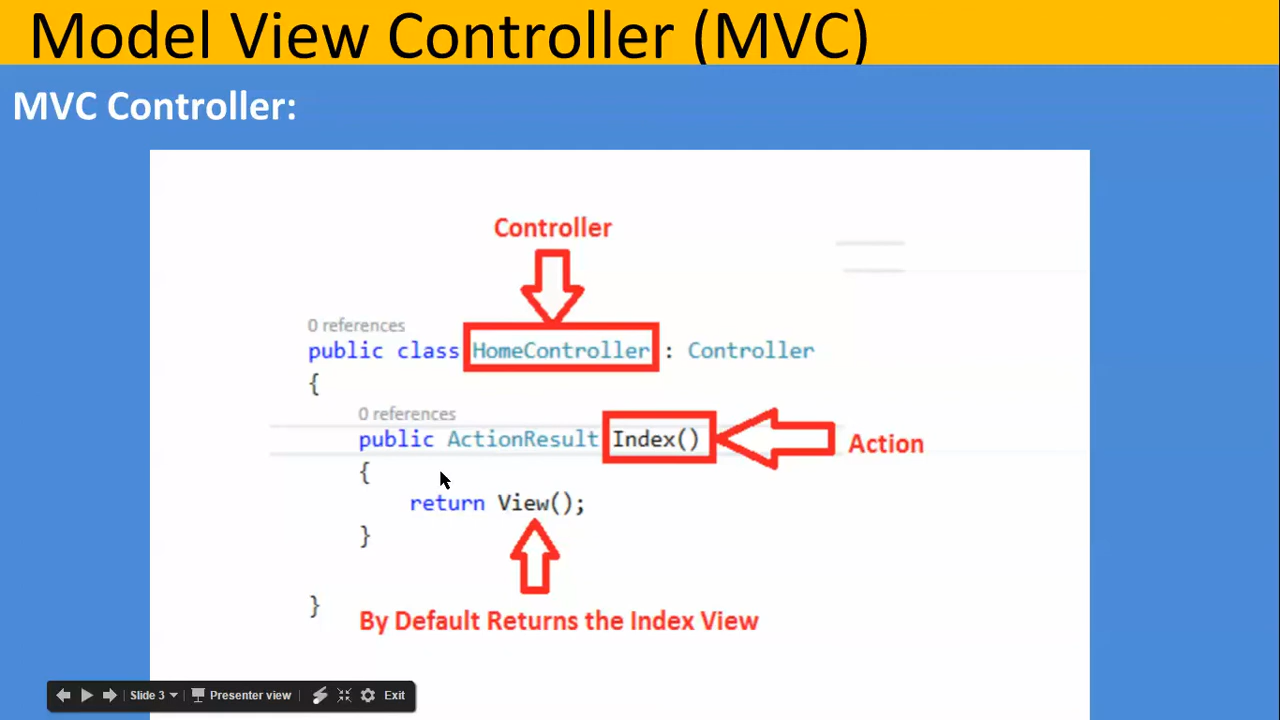 Model View Controller (MVC)
MVC Controller:
Controller
0 references
public class HomeController : Controller
{
0 references
public ActionResult Index()
Action
{
return View();
}
By Default Returns the Index View
}
Slide 3 Presenter view Exit